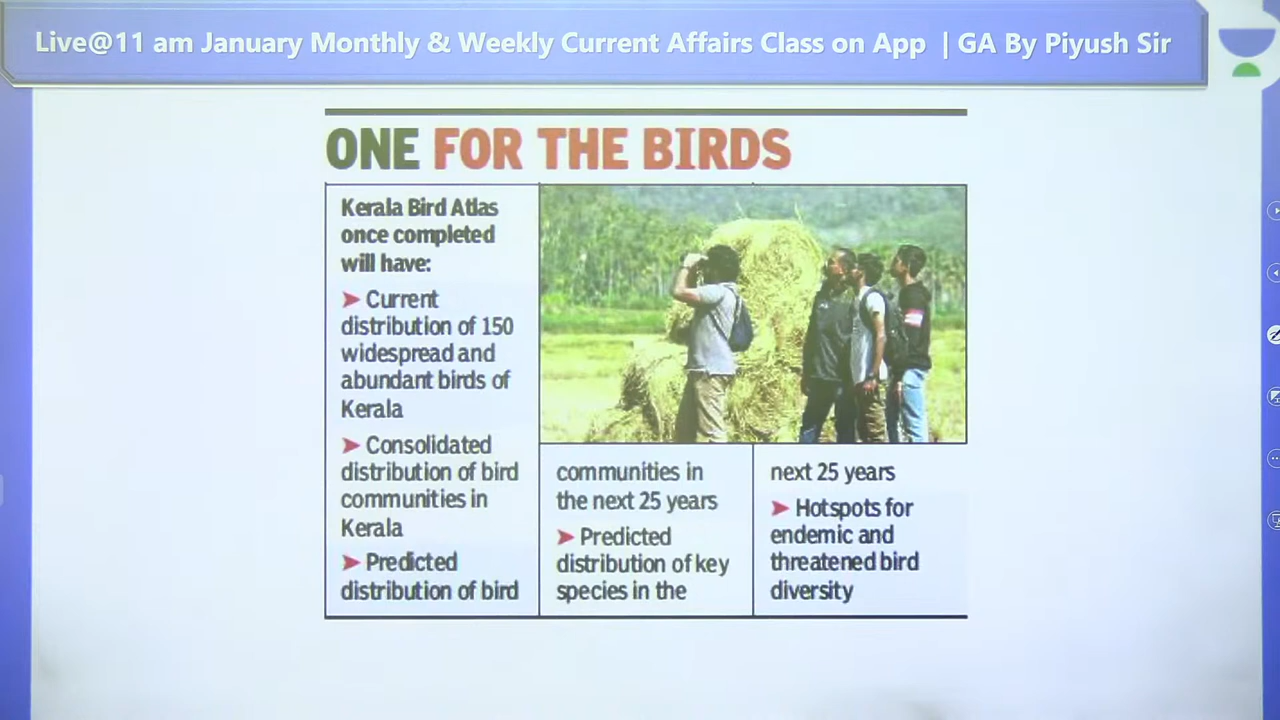 Live@11 am January Monthly & Weekly Current Affairs Class on App | GA By Piyush Sir
ONE FOR THE BIRDS
Kerala Bird Atlas
once completed
will have:
➤ Current
distribution of 150
widespread and
abundant birds of
Kerala
➤ Consolidated
distribution of bird
communities in
Kerala
➤ Predicted
distribution of bird
communities in
the next 25 years
➤ Predicted
distribution of key
species in the
next 25 years
➤ Hotspots for
endemic and
threatened bird
diversity